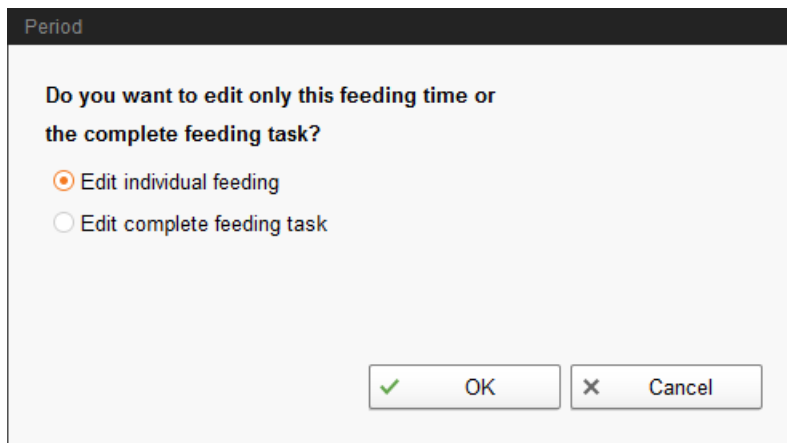 Period
Do you want to edit only this feeding time or
the complete feeding task?
Edit individual feeding
Edit complete feeding task
OK
Cancel